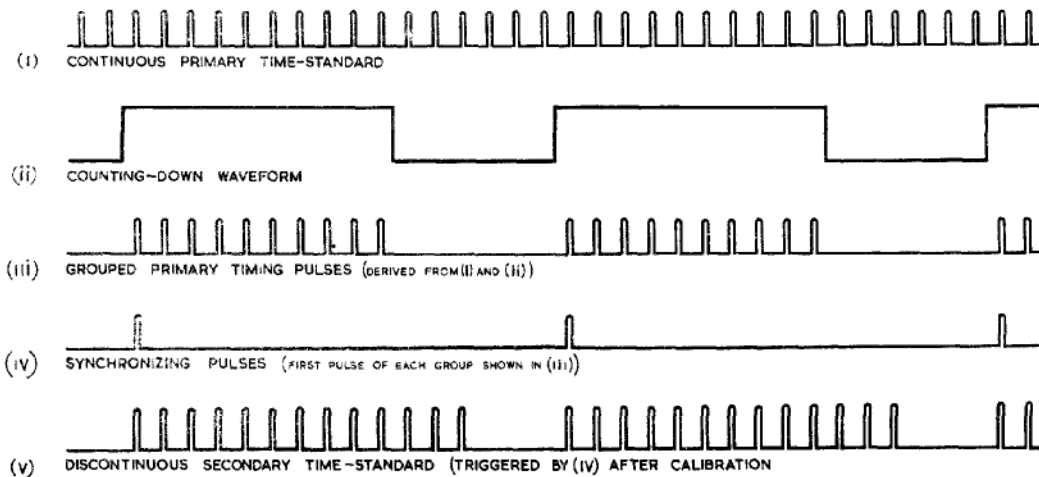 (i) CONTINUOUS PRIMARY TIME-STANDARD
(ii) COUNTING-DOWN WAVEFORM
(iii) GROUPED PRIMARY TIMING PULSES (DERIVED FROM (i) AND (ii))
(iv) SYNCHRONIZING PULSES (FIRST PULSE OF EACH GROUP SHOWN IN (iii))
(v) DISCONTINUOUS SECONDARY TIME-STANDARD (TRIGGERED BY (iv) AFTER CALIBRATION